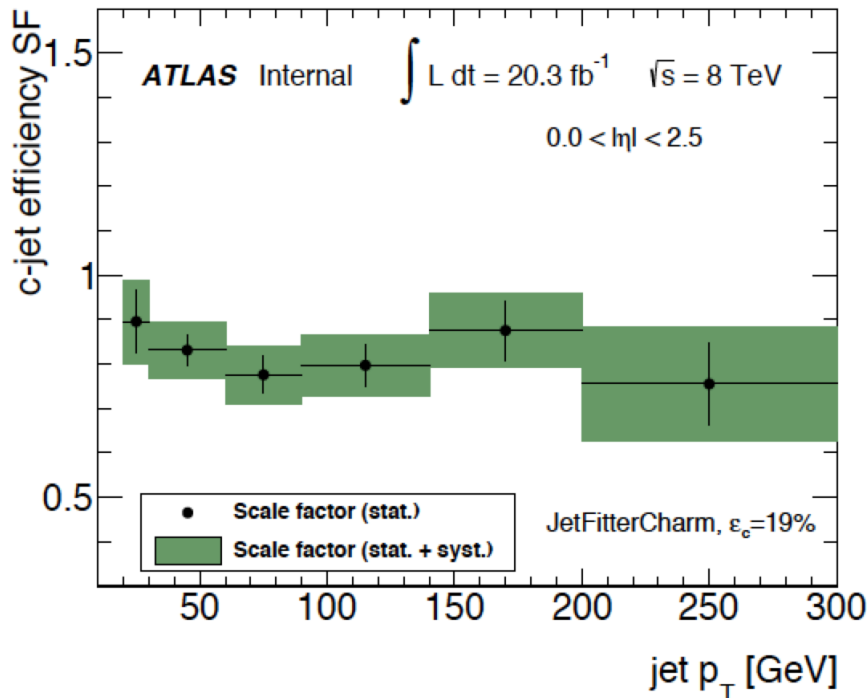 c-jet efficiency SF
1.5
1
0.5
ATLAS Internal ∫ L dt = 20.3 fb⁻¹ √s = 8 TeV
0.0 < |η| < 2.5
Scale factor (stat.)
Scale factor (stat. + syst.)
JetFitterCharm, ε_c=19%
50 100 150 200 250 300
jet p_T [GeV]